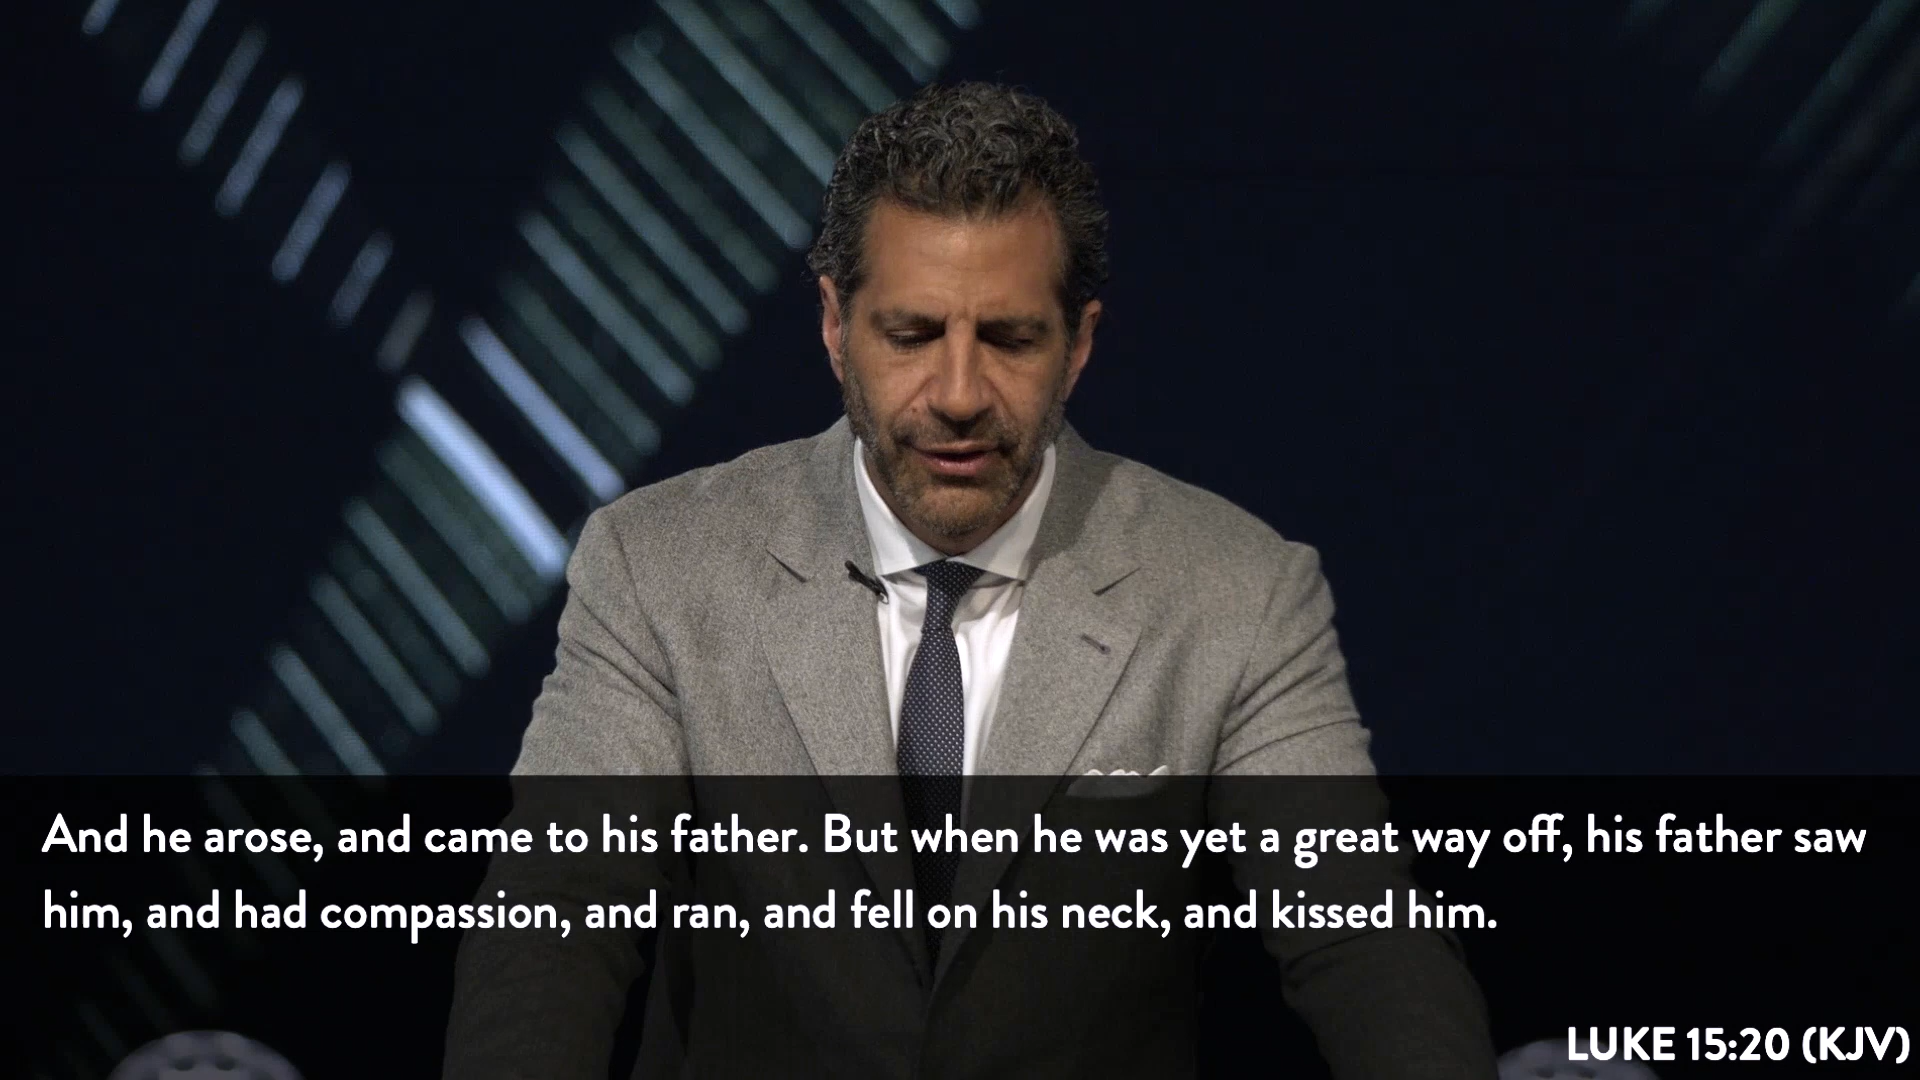 And he arose, and came to his father. But when he was yet a great way off, his father saw
him, and had compassion, and ran, and fell on his neck, and kissed him.
LUKE 15:20 (KJV)